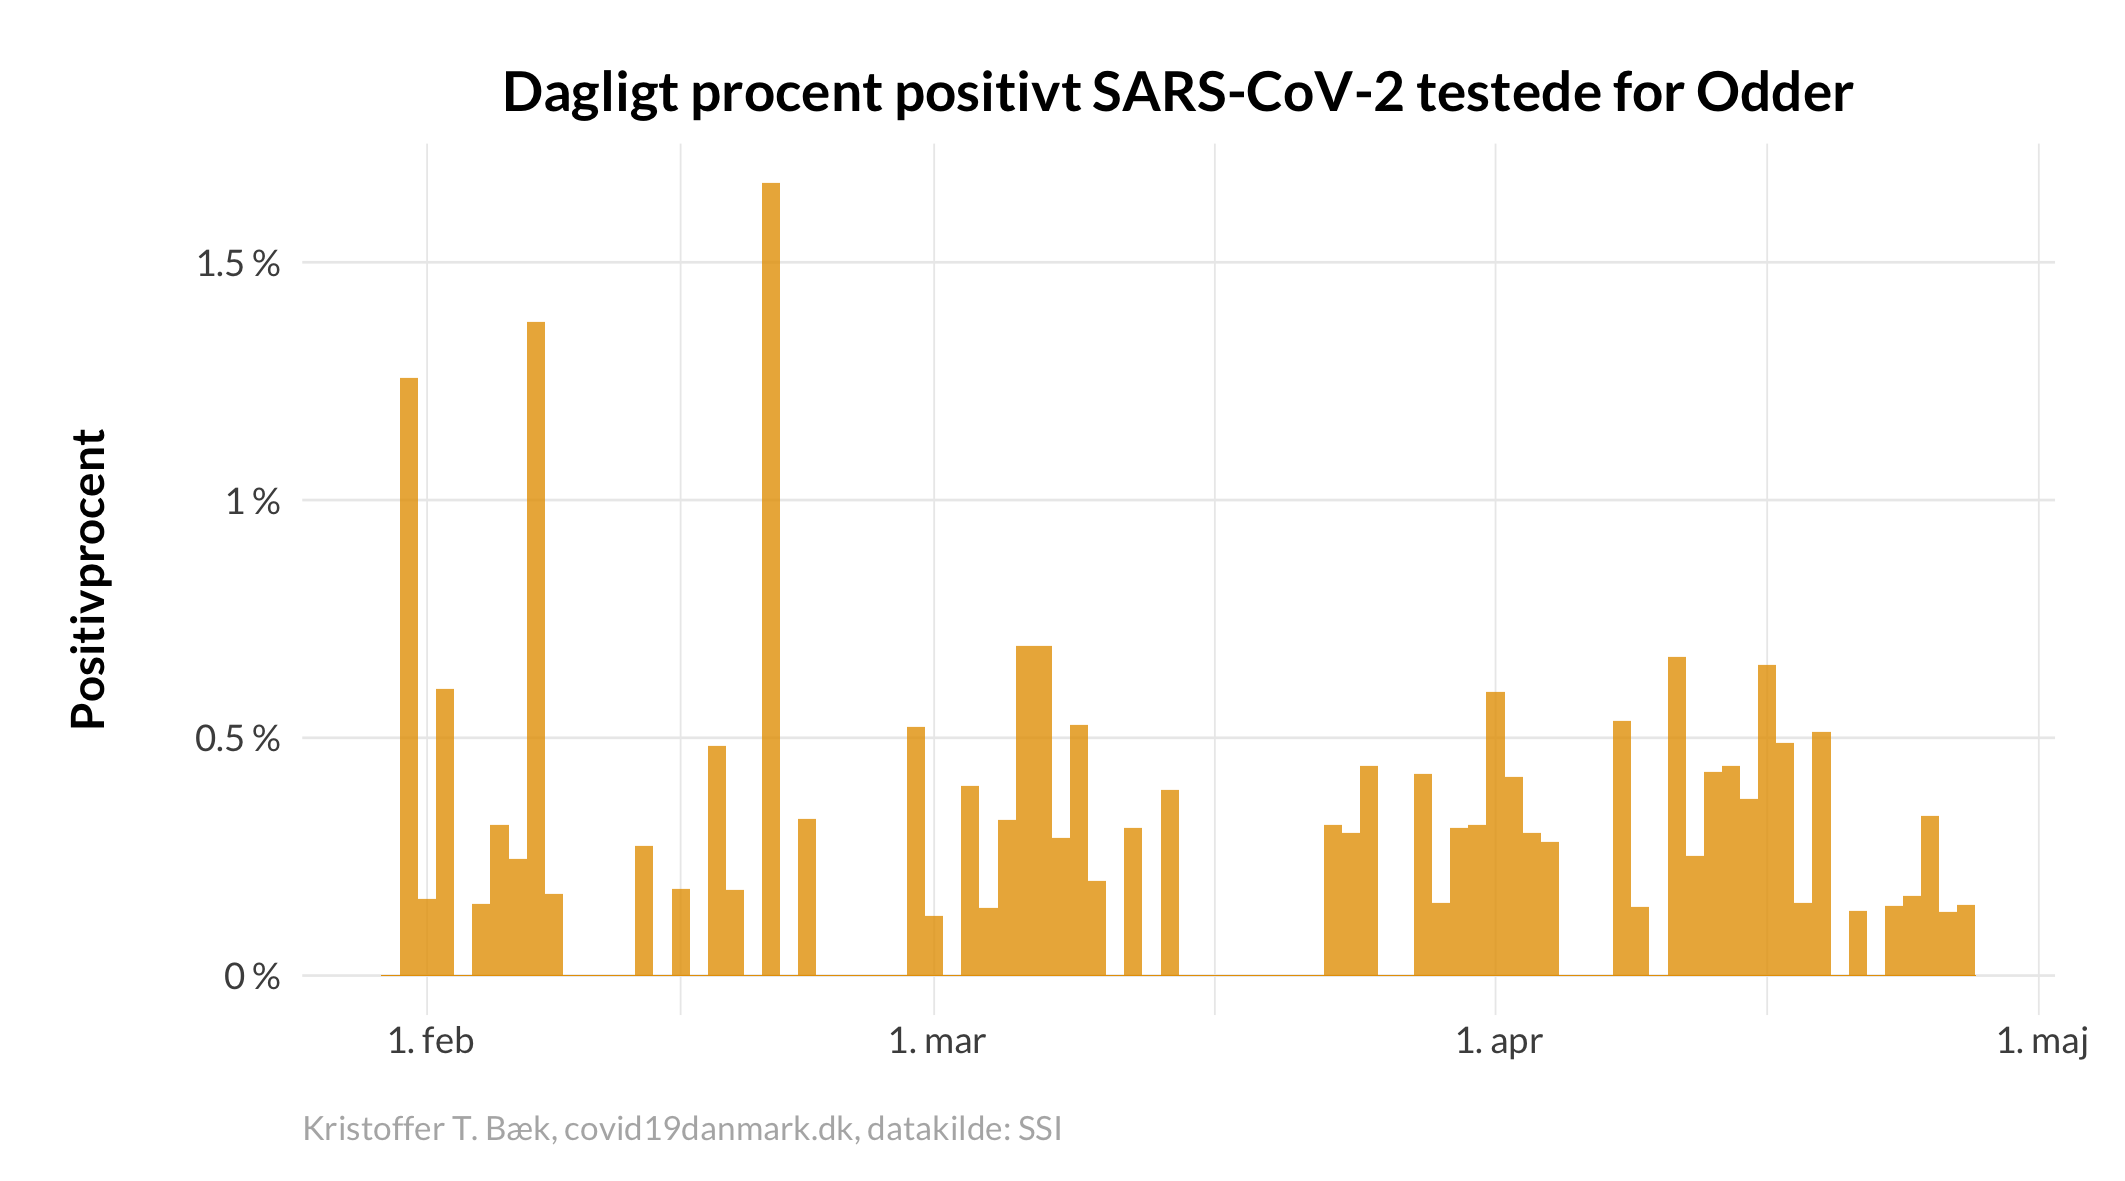 Dagligt procent positivt SARS-CoV-2 testede for Odder
Positivprocent
1.5 %
1 %
0.5 %
0 %
1. feb
1. mar
1. apr
1. maj
Kristoffer T. Bæk, covid19danmark.dk, datakilde: SSI